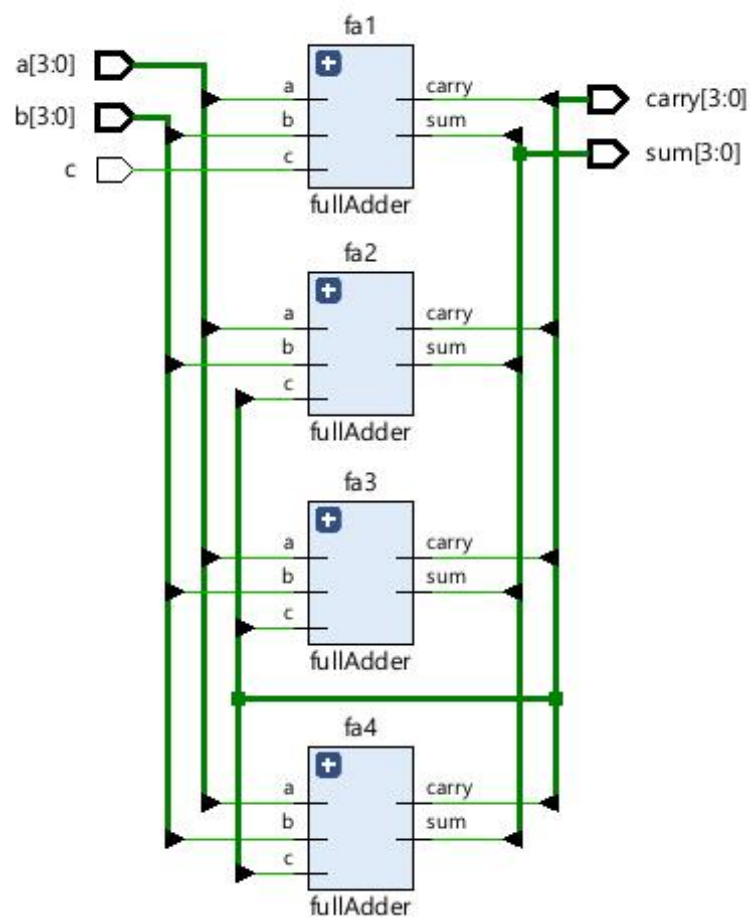 fa1
a[3:0]
b[3:0]
c
a
b
c
carry
sum
carry[3:0]
sum[3:0]
fullAdder
fa2
a
b
c
carry
sum
fullAdder
fa3
a
b
c
carry
sum
fullAdder
fa4
a
b
c
carry
sum
fullAdder